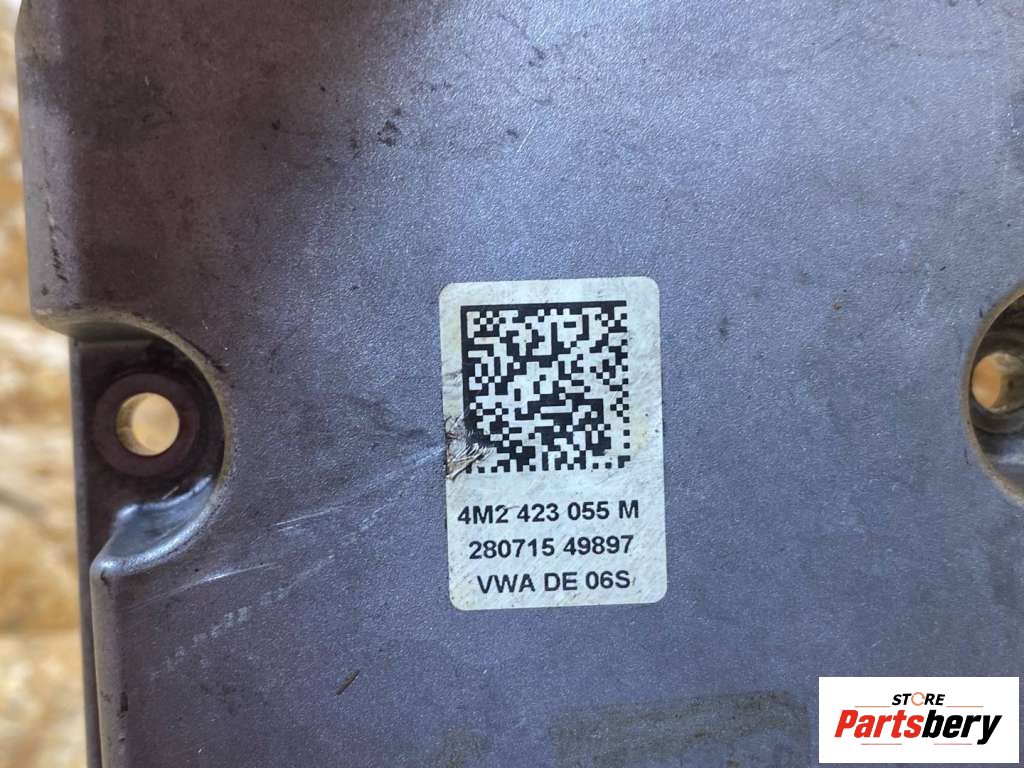 4M2 423 055 M
280715 49897
VWA DE 06S
STORE
Partsbery